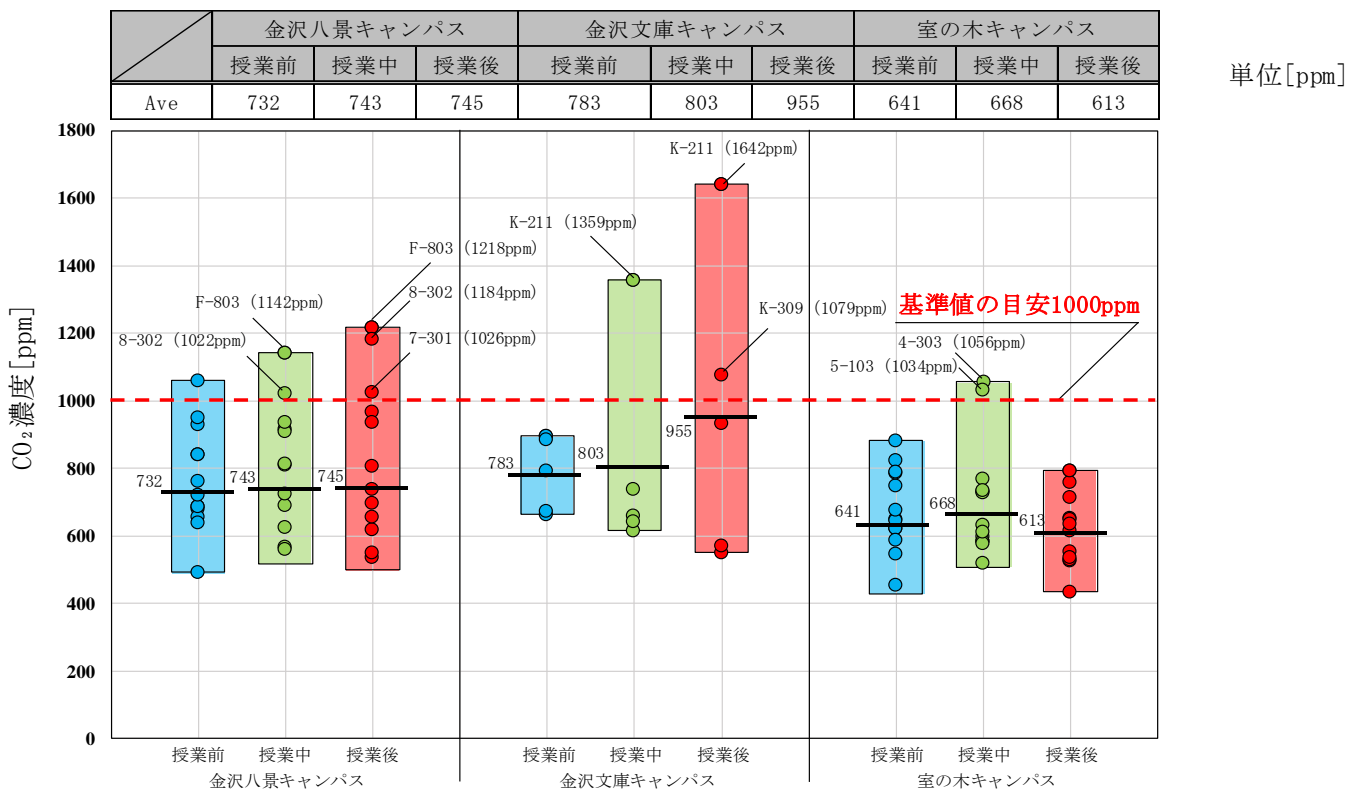 金沢八景キャンパス 金沢文庫キャンパス 室の木キャンパス
授業前 授業中 授業後 授業前 授業中 授業後 授業前 授業中 授業後
単位[ppm]
Ave 732 743 745 783 803 955 641 668 613
CO₂濃度[ppm]
1800
1600
1400
1200
1000
800
600
400
200
0
8-302 (1022ppm)
F-803 (1142ppm)
F-803 (1218ppm)
8-302 (1184ppm)
7-301 (1026ppm)
K-211 (1359ppm)
K-211 (1642ppm)
K-309 (1079ppm)
基準値の目安1000ppm
4-303 (1056ppm)
5-103 (1034ppm)
732
743
745
783
803
955
641
668
613
授業前 授業中 授業後 授業前 授業中 授業後 授業前 授業中 授業後
金沢八景キャンパス 金沢文庫キャンパス 室の木キャンパス